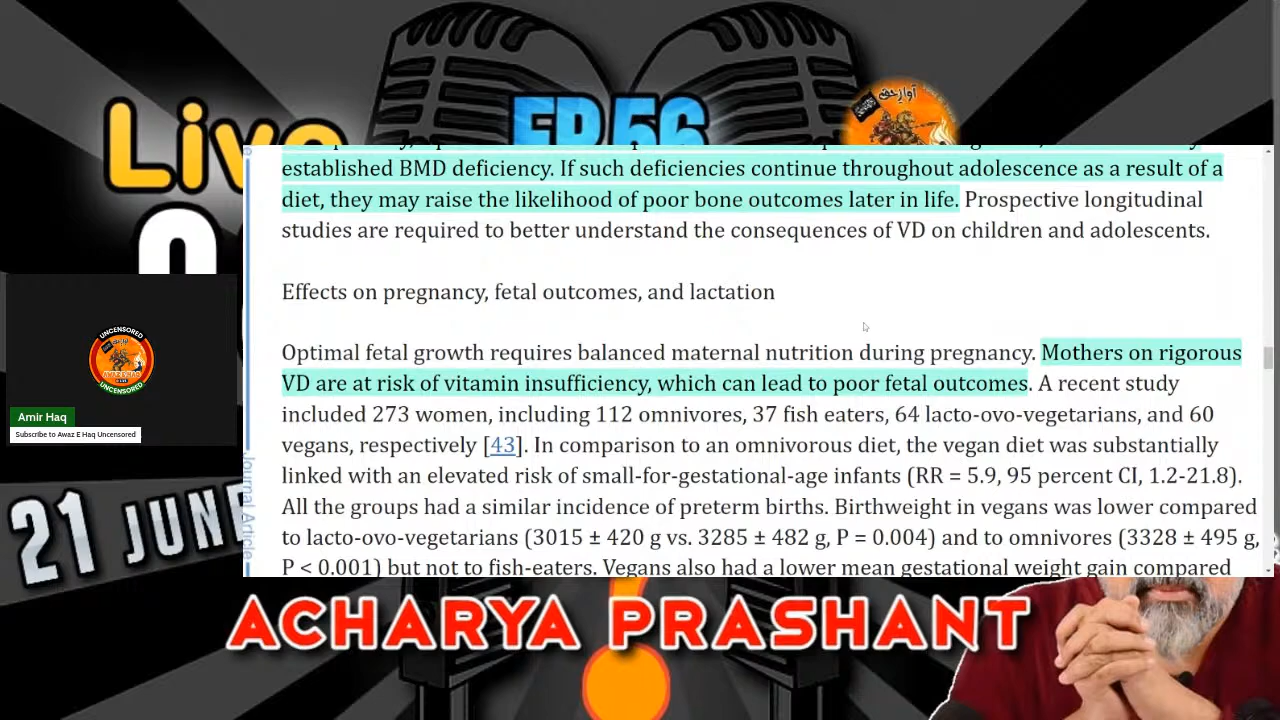 Live
EP 56
آواز حق
established BMD deficiency. If such deficiencies continue throughout adolescence as a result of a
diet, they may raise the likelihood of poor bone outcomes later in life. Prospective longitudinal
studies are required to better understand the consequences of VD on children and adolescents.
Effects on pregnancy, fetal outcomes, and lactation
Optimal fetal growth requires balanced maternal nutrition during pregnancy. Mothers on rigorous
VD are at risk of vitamin insufficiency, which can lead to poor fetal outcomes. A recent study
included 273 women, including 112 omnivores, 37 fish eaters, 64 lacto-ovo-vegetarians, and 60
vegans, respectively [43]. In comparison to an omnivorous diet, the vegan diet was substantially
linked with an elevated risk of small-for-gestational-age infants (RR = 5.9, 95 percent CI, 1.2-21.8).
All the groups had a similar incidence of preterm births. Birthweight in vegans was lower compared
to lacto-ovo-vegetarians (3015 ± 420 g vs. 3285 ± 482 g, P = 0.004) and to omnivores (3328 ± 495 g,
P < 0.001) but not to fish-eaters. Vegans also had a lower mean gestational weight gain compared
Journal Article
UNCENSORED
AWAZ E HAQ
UNCENSORED
Amir Haq
Subscribe to Awaz E Haq Uncensored
21 JUNE
ACHARYA PRASHANT